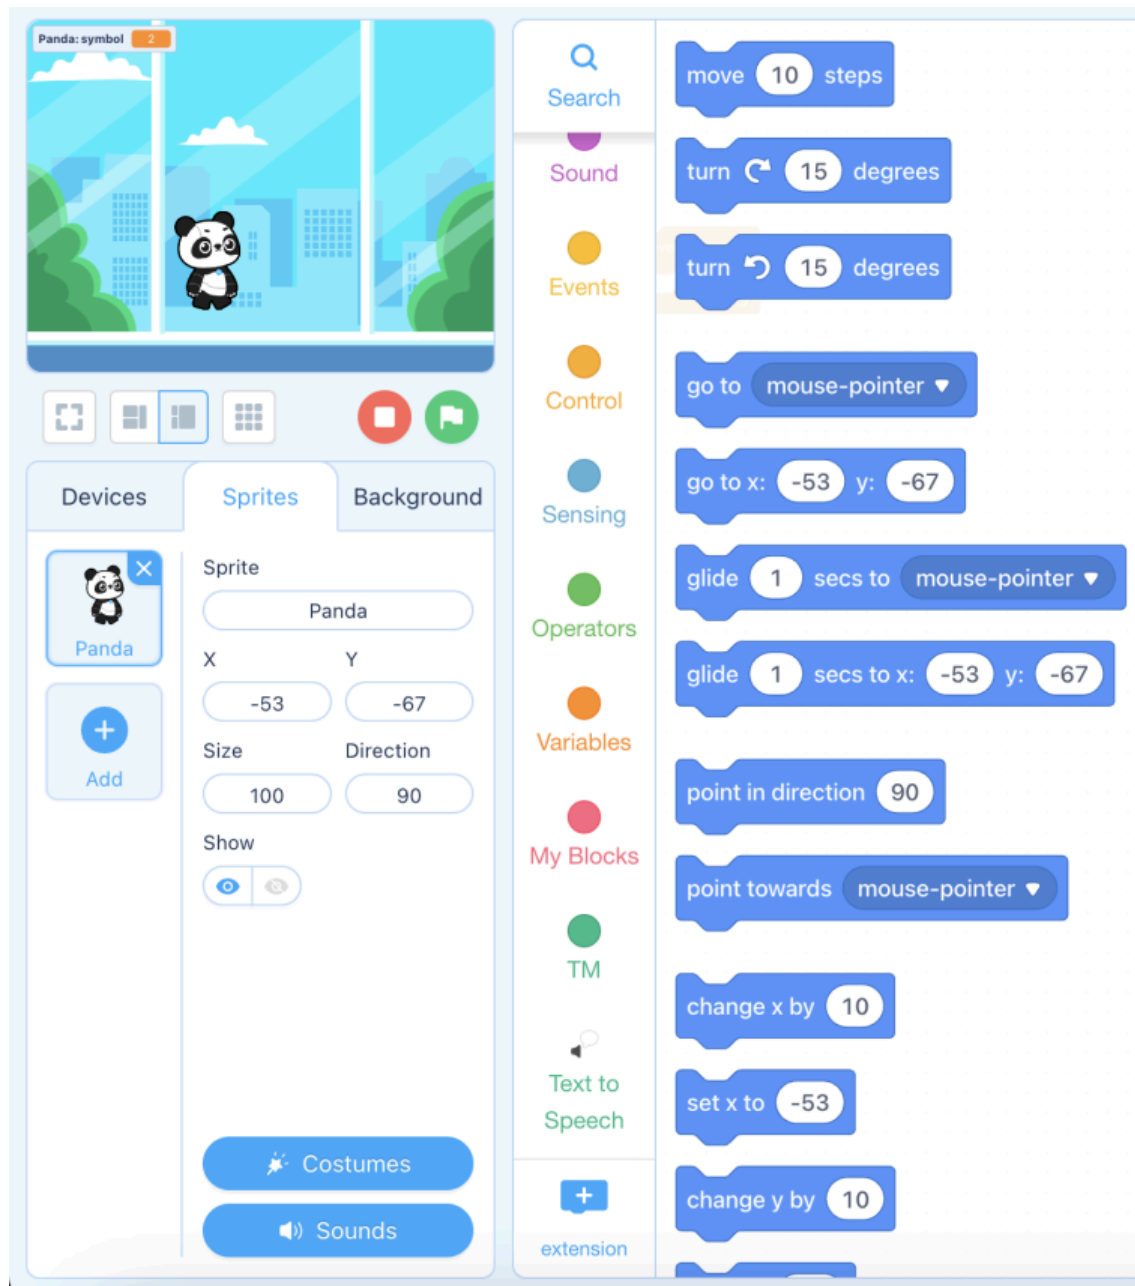 Panda: symbol 2
Devices
Sprites
Background
Panda
Add
Sprite
Panda
X Y
-53 -67
Size Direction
100 90
Show
Costumes
Sounds
Search
Sound
Events
Control
Sensing
Operators
Variables
My Blocks
TM
Text to
Speech
extension
move 10 steps
turn 15 degrees
turn 15 degrees
go to mouse-pointer
go to x: -53 y: -67
glide 1 secs to mouse-pointer
glide 1 secs to x: -53 y: -67
point in direction 90
point towards mouse-pointer
change x by 10
set x to -53
change y by 10